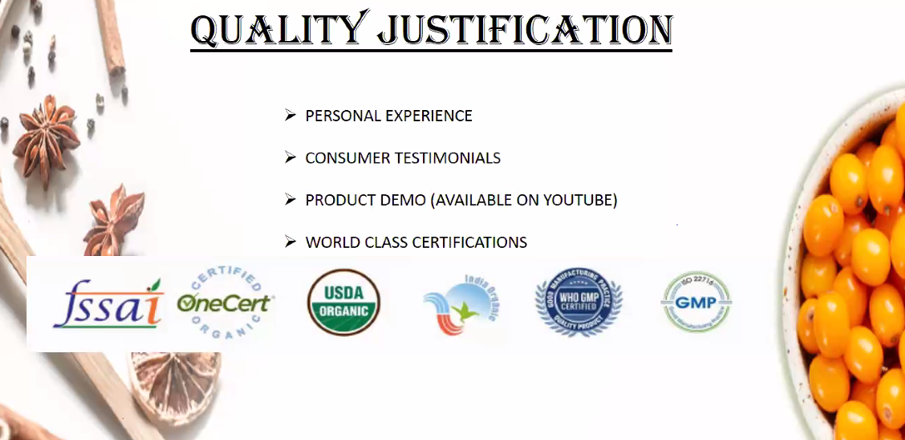 QUALITY JUSTIFICATION
PERSONAL EXPERIENCE
CONSUMER TESTIMONIALS
PRODUCT DEMO (AVAILABLE ON YOUTUBE)
WORLD CLASS CERTIFICATIONS
fssai
CERTIFIED
OneCert
ORGANIC
USDA
ORGANIC
India Organic
GOOD MANUFACTURING PRACTICE
WHO GMP
CERTIFIED
QUALITY PRODUCT
ISO 22716
GMP